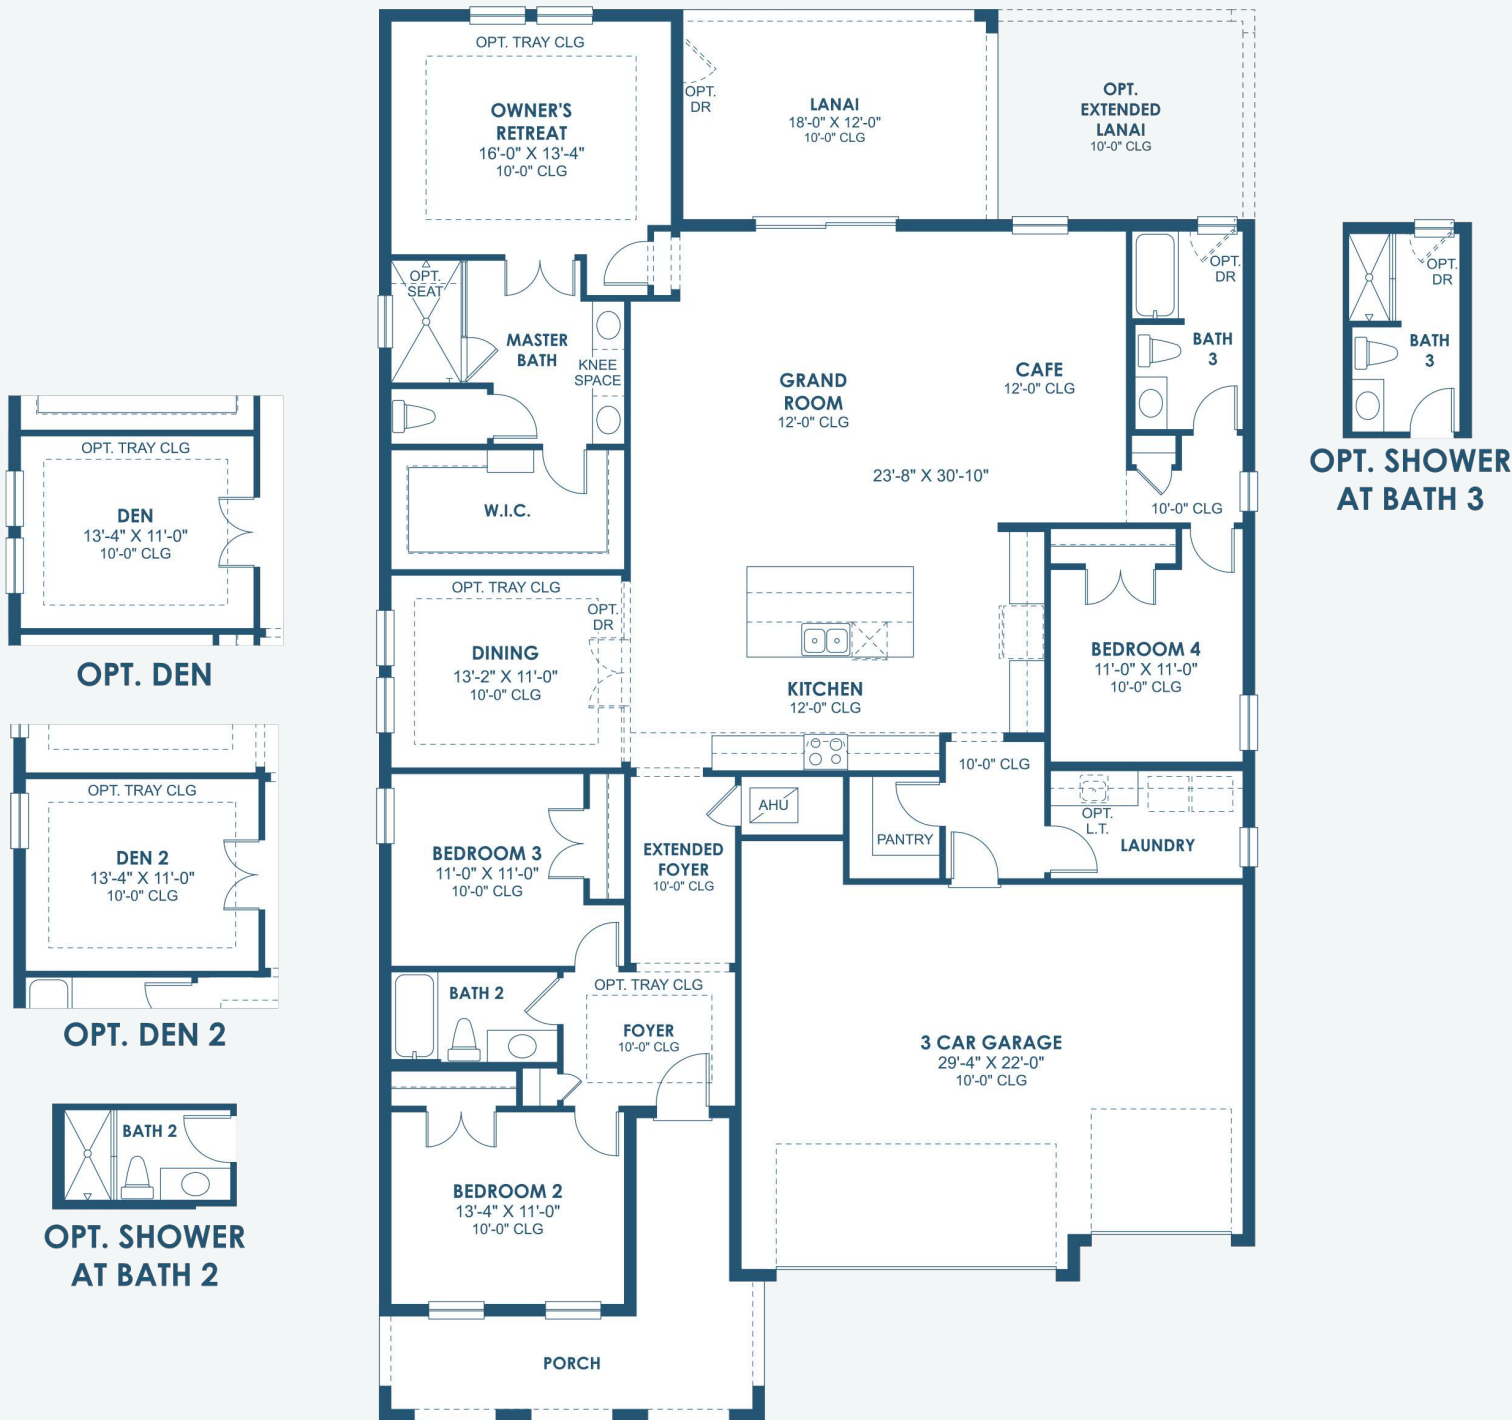 OPT. TRAY CLG
OWNER'S
RETREAT
16'-0" X 13'-4"
10'-0" CLG
OPT.
DR
LANAI
18'-0" X 12'-0"
10'-0" CLG
OPT.
EXTENDED
LANAI
10'-0" CLG
OPT.
SEAT
MASTER
BATH
KNEE
SPACE
GRAND
ROOM
12'-0" CLG
CAFE
12'-0" CLG
23'-8" X 30'-10"
OPT.
DR
BATH
3
10'-0" CLG
OPT.
DR
BATH
3
OPT. SHOWER
AT BATH 3
W.I.C.
OPT. TRAY CLG
DEN
13'-4" X 11'-0"
10'-0" CLG
OPT. DEN
OPT. TRAY CLG
OPT.
DR
DINING
13'-2" X 11'-0"
10'-0" CLG
KITCHEN
12'-0" CLG
BEDROOM 4
11'-0" X 11'-0"
10'-0" CLG
OPT. TRAY CLG
DEN 2
13'-4" X 11'-0"
10'-0" CLG
OPT. DEN 2
BEDROOM 3
11'-0" X 11'-0"
10'-0" CLG
EXTENDED
FOYER
10'-0" CLG
AHU
PANTRY
10'-0" CLG
OPT.
L.T.
LAUNDRY
BATH 2
OPT. TRAY CLG
FOYER
10'-0" CLG
3 CAR GARAGE
29'-4" X 22'-0"
10'-0" CLG
BATH 2
OPT. SHOWER
AT BATH 2
BEDROOM 2
13'-4" X 11'-0"
10'-0" CLG
PORCH